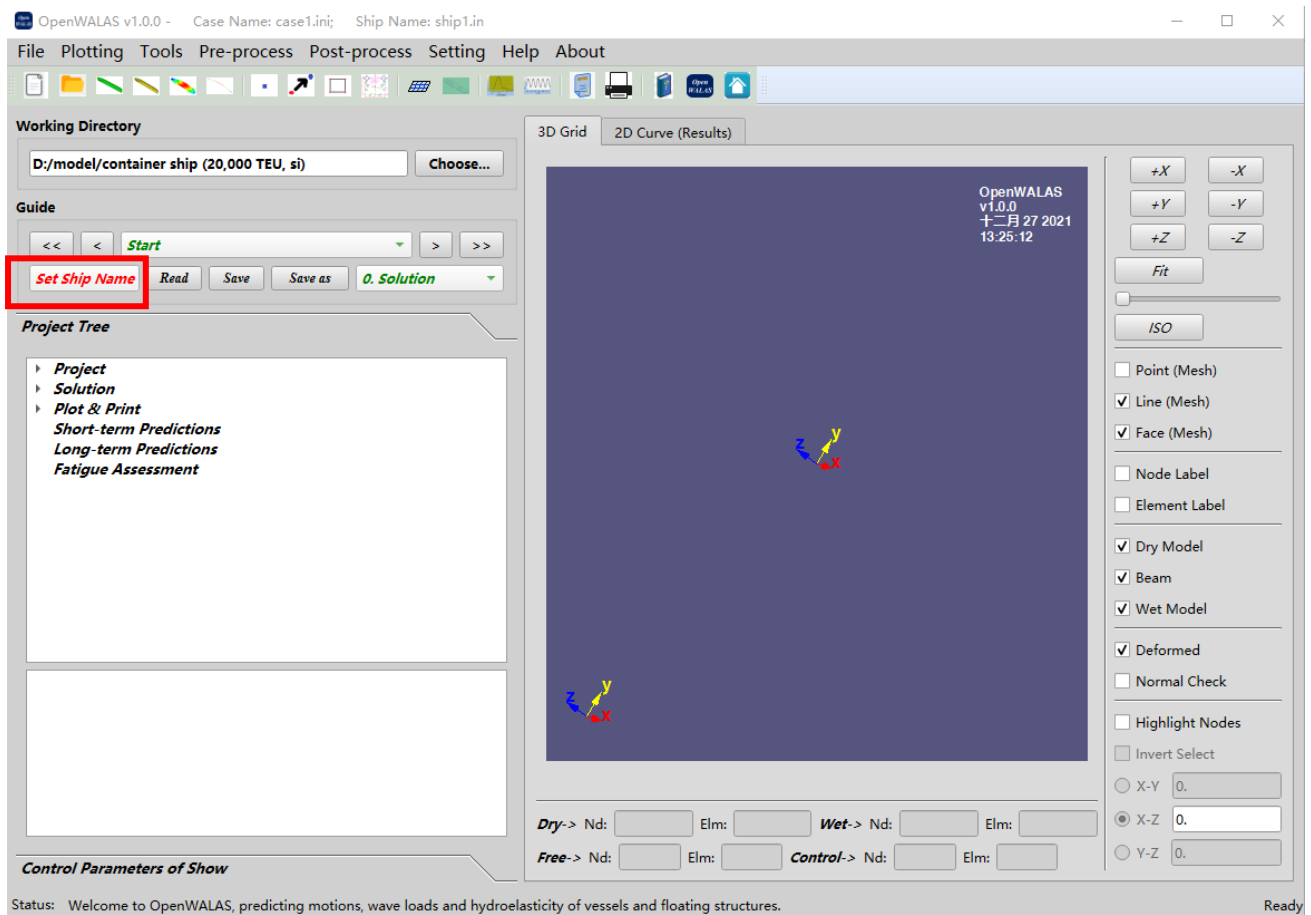 OpenWALAS v1.0.0 - Case Name: case1.ini; Ship Name: ship1.in
File Plotting Tools Pre-process Post-process Setting Help About
Open WALAS
Working Directory
D:/model/container ship (20,000 TEU, si) Choose...
Guide
<< < Start > >>
Set Ship Name Read Save Save as 0. Solution
Project Tree
Project
Solution
Plot & Print
Short-term Predictions
Long-term Predictions
Fatigue Assessment
Control Parameters of Show
3D Grid 2D Curve (Results)
OpenWALAS
v1.0.0
十二月 27 2021
13:25:12
z y x
z y x
Dry-> Nd: Elm: Wet-> Nd: Elm:
Free-> Nd: Elm: Control-> Nd: Elm:
+X -X
+Y -Y
+Z -Z
Fit
ISO
Point (Mesh)
Line (Mesh)
Face (Mesh)
Node Label
Element Label
Dry Model
Beam
Wet Model
Deformed
Normal Check
Highlight Nodes
Invert Select
X-Y 0.
X-Z 0.
Y-Z 0.
Status: Welcome to OpenWALAS, predicting motions, wave loads and hydroelasticity of vessels and floating structures. Ready